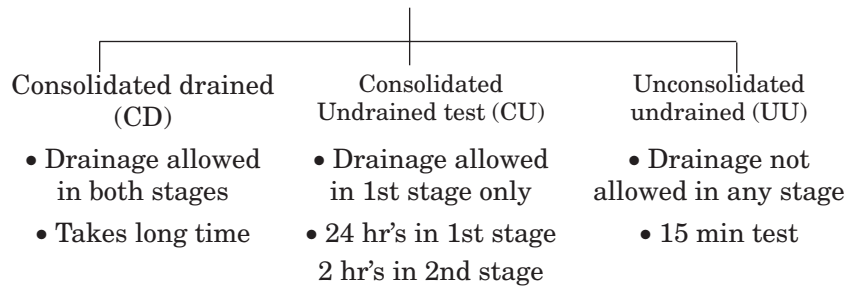 Consolidated drained
(CD)
• Drainage allowed
in both stages
• Takes long time
Consolidated
Undrained test (CU)
• Drainage allowed
in 1st stage only
• 24 hr's in 1st stage
2 hr's in 2nd stage
Unconsolidated
undrained (UU)
• Drainage not
allowed in any stage
• 15 min test